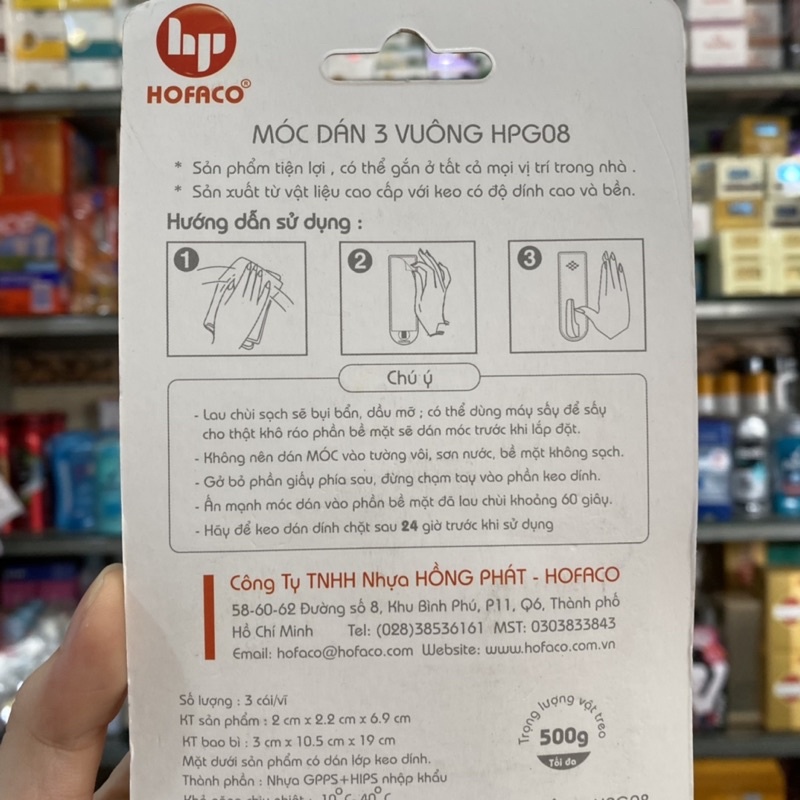 hp
HOFACO®
MÓC DÁN 3 VUÔNG HPG08
* Sản phẩm tiện lợi , có thể gắn ở tất cả mọi vị trí trong nhà .
* Sản xuất từ vật liệu cao cấp với keo có độ dính cao và bền.
Hướng dẫn sử dụng :
1
2
3
Chú ý
- Lau chùi sạch sẽ bụi bẩn, dầu mỡ ; có thể dùng máy sấy để sấy
cho thật khô ráo phần bề mặt sẽ dán móc trước khi lắp đặt.
- Không nên dán MÓC vào tường vôi, sơn nước, bề mặt không sạch.
- Gở bỏ phần giấy phía sau, đừng chạm tay vào phần keo dính.
- Ấn mạnh móc dán vào phần bề mặt đã lau chùi khoảng 60 giây.
- Hãy để keo dán dính chặt sau 24 giờ trước khi sử dụng
Công Ty TNHH Nhựa HỒNG PHÁT - HOFACO
58-60-62 Đường số 8, Khu Bình Phú, P11, Q6, Thành phố
Hồ Chí Minh Tel: (028)38536161 MST: 0303833843
Email: hofaco@hofaco.com Website: www.hofaco.com.vn
Số lượng : 3 cái/vĩ
KT sản phẩm : 2 cm x 2.2 cm x 6.9 cm
KT bao bì : 3 cm x 10.5 cm x 19 cm
Mặt dưới sản phẩm có dán lớp keo dính.
Thành phần : Nhựa GPPS+HIPS nhập khẩu
Trọng lượng vật treo
500g
Tối đa